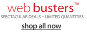 web busters™
SPECTACULAR DEALS • LIMITED QUANTITIES
shop all now